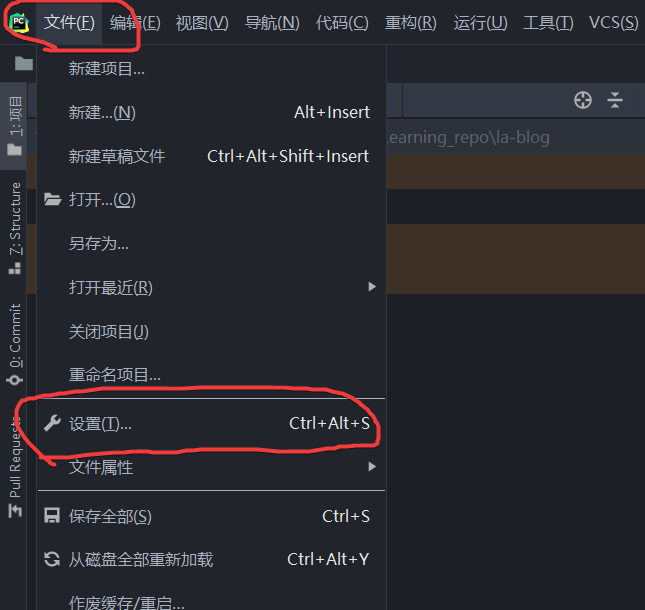 PC 文件(F) 编辑(E) 视图(V) 导航(N) 代码(C) 重构(R) 运行(U) 工具(T) VCS(S)
新建项目...
1: 项目
新建...(N) Alt+Insert
earning_repo\la-blog
新建草稿文件 Ctrl+Alt+Shift+Insert
打开...(O)
Z: Structure
另存为...
打开最近(R)
关闭项目(J)
0: Commit
重命名项目...
设置(T)... Ctrl+Alt+S
文件属性
Pull Requests
保存全部(S) Ctrl+S
从磁盘全部重新加载 Ctrl+Alt+Y
作废缓存/重启...